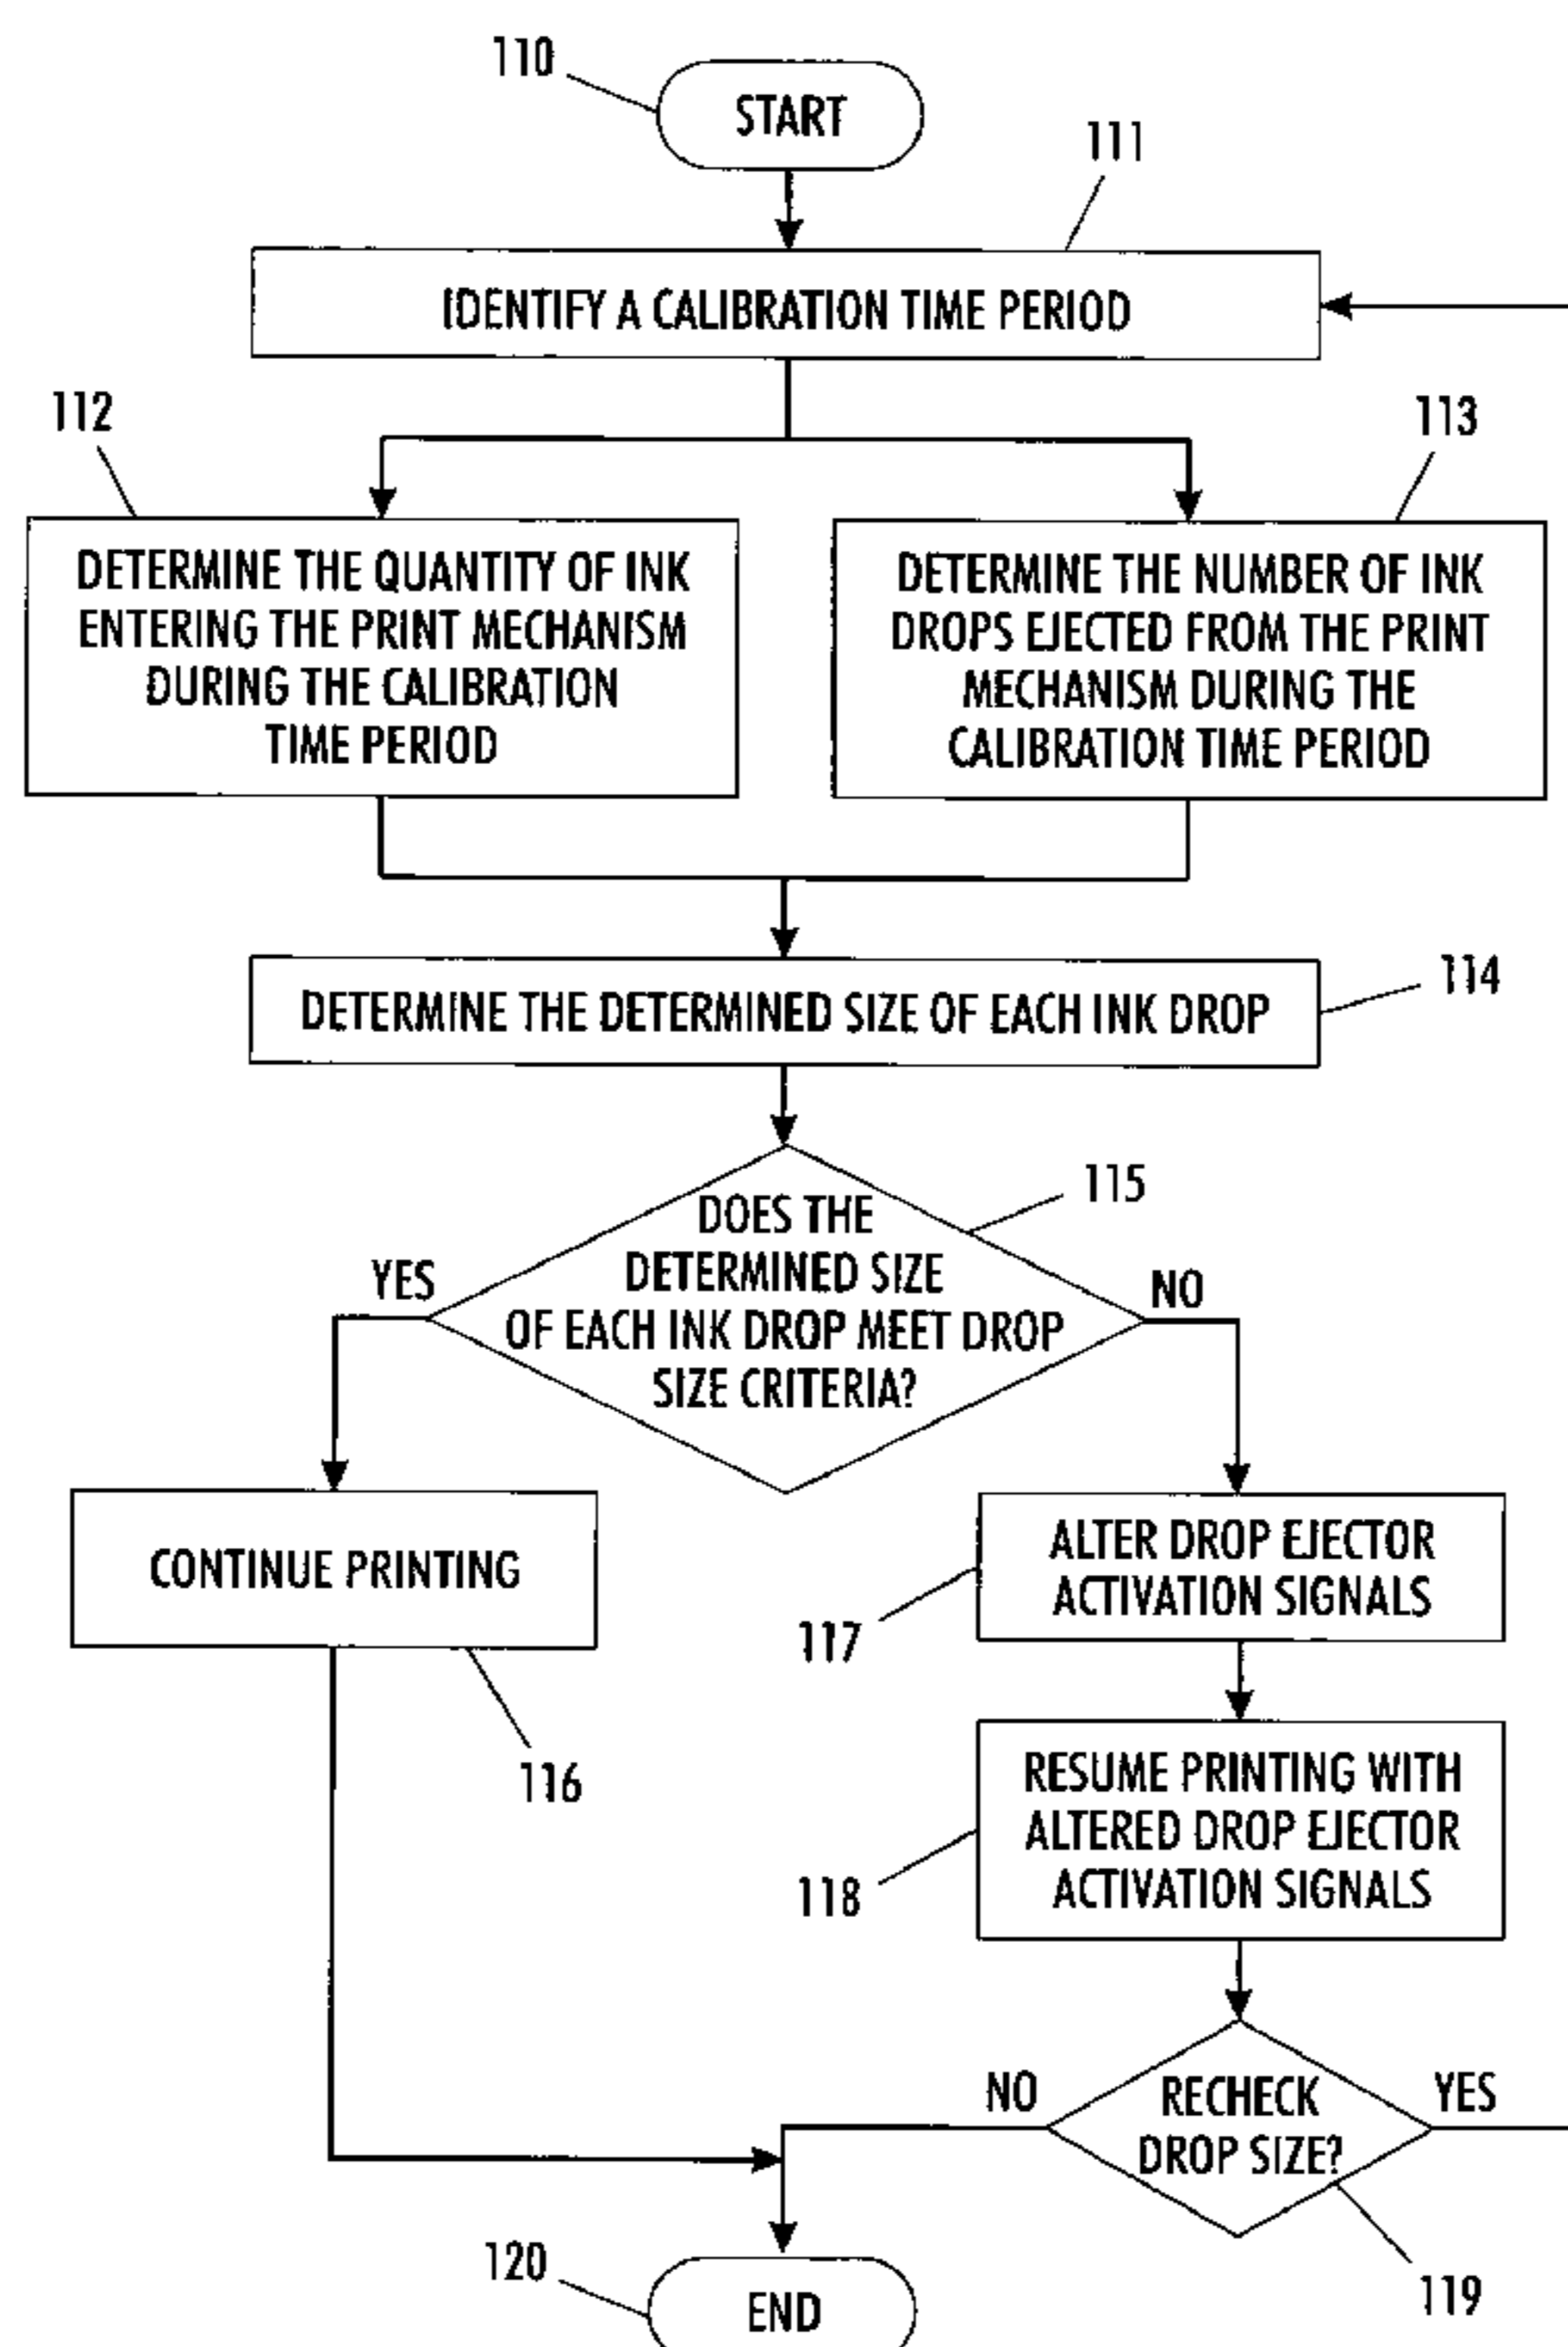 110
START
111
IDENTIFY A CALIBRATION TIME PERIOD
112
113
DETERMINE THE QUANTITY OF INK
ENTERING THE PRINT MECHANISM
DURING THE CALIBRATION
TIME PERIOD
DETERMINE THE NUMBER OF INK
DROPS EJECTED FROM THE PRINT
MECHANISM DURING THE
CALIBRATION TIME PERIOD
DETERMINE THE DETERMINED SIZE OF EACH INK DROP
114
115
DOES THE
DETERMINED SIZE
OF EACH INK DROP MEET DROP
SIZE CRITERIA?
YES
NO
CONTINUE PRINTING
116
ALTER DROP EJECTOR
ACTIVATION SIGNALS
117
RESUME PRINTING WITH
ALTERED DROP EJECTOR
ACTIVATION SIGNALS
118
NO
RECHECK
DROP SIZE?
YES
119
120
END